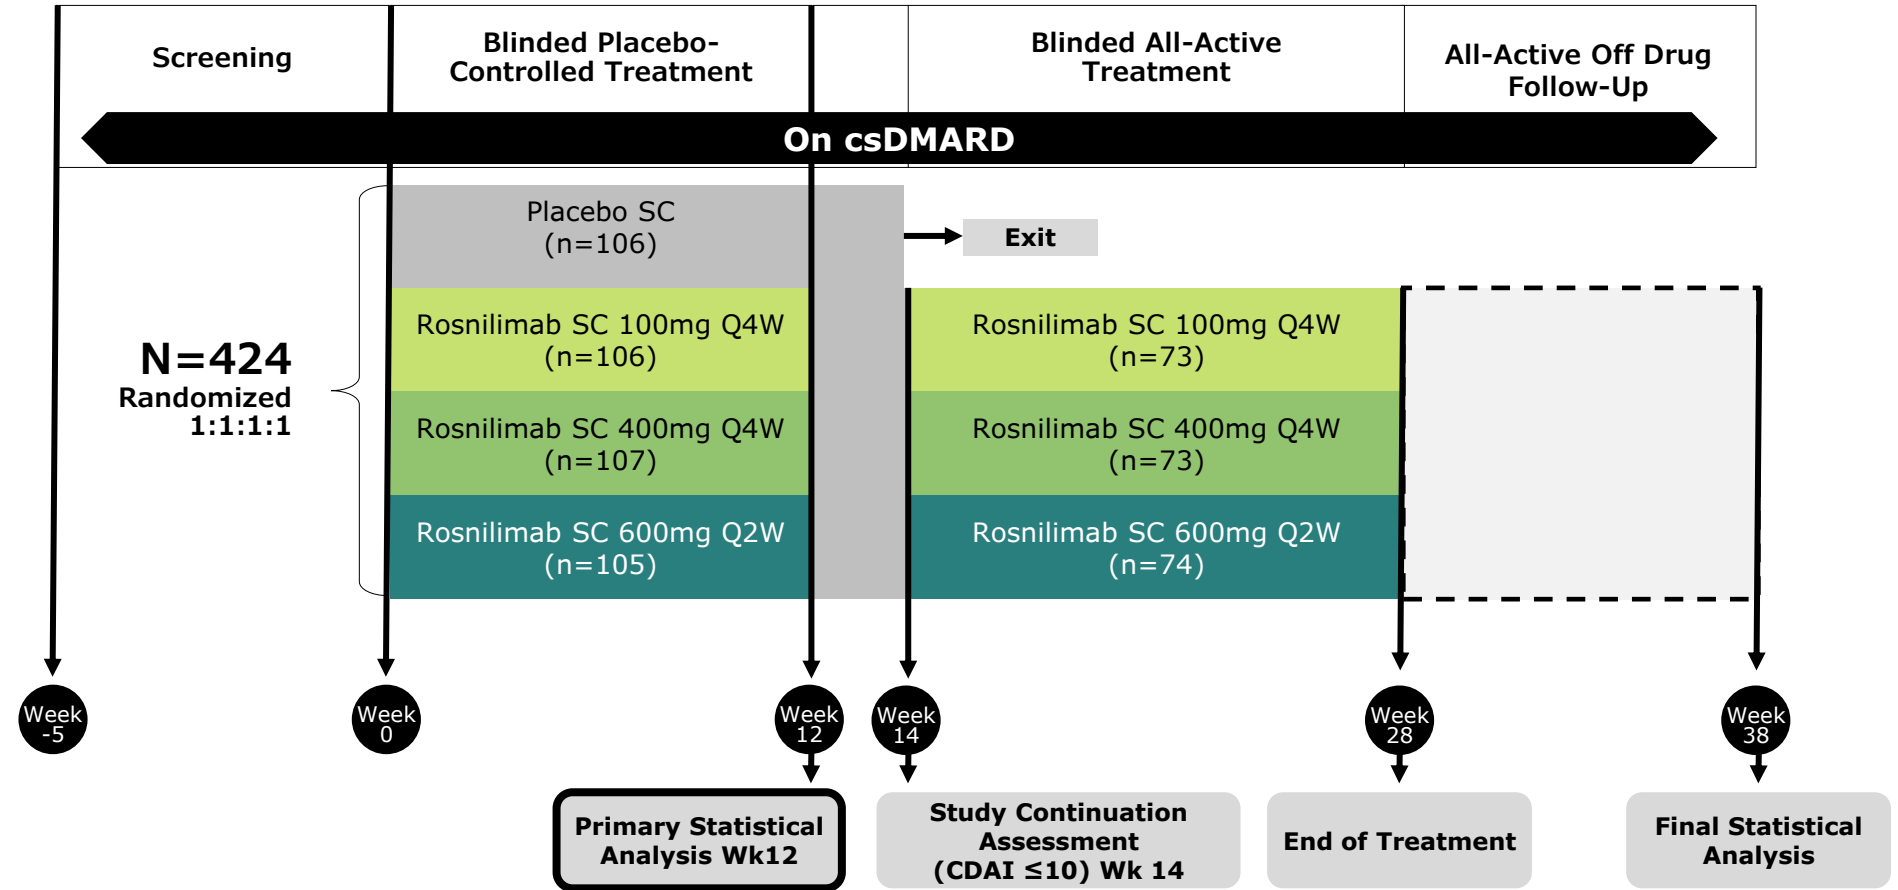 Screening
Blinded Placebo-
Controlled Treatment
Blinded All-Active
Treatment
All-Active Off Drug
Follow-Up
On csDMARD
Placebo SC
(n=106)
Exit
N=424
Randomized
1:1:1:1
Rosnilimab SC 100mg Q4W
(n=106)
Rosnilimab SC 100mg Q4W
(n=73)
Rosnilimab SC 400mg Q4W
(n=107)
Rosnilimab SC 400mg Q4W
(n=73)
Rosnilimab SC 600mg Q2W
(n=105)
Rosnilimab SC 600mg Q2W
(n=74)
Week
-5
Week
0
Week
12
Week
14
Week
28
Week
38
Primary Statistical
Analysis Wk12
Study Continuation
Assessment
(CDAI ≤10) Wk 14
End of Treatment
Final Statistical
Analysis